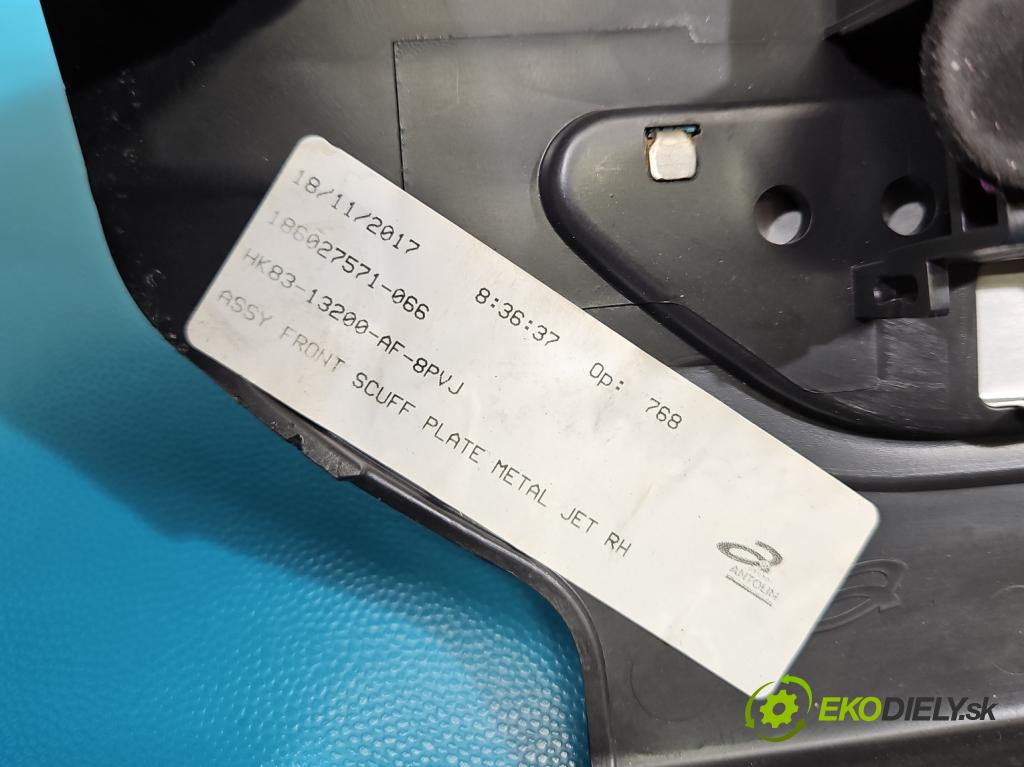 18/11/2017 8:36:37 Op: 768
186027571-066
HK83-13200-AF-8PVJ
ASSY FRONT SCUFF PLATE METAL JET RH
ANTOLIN
EKODIELY.sk